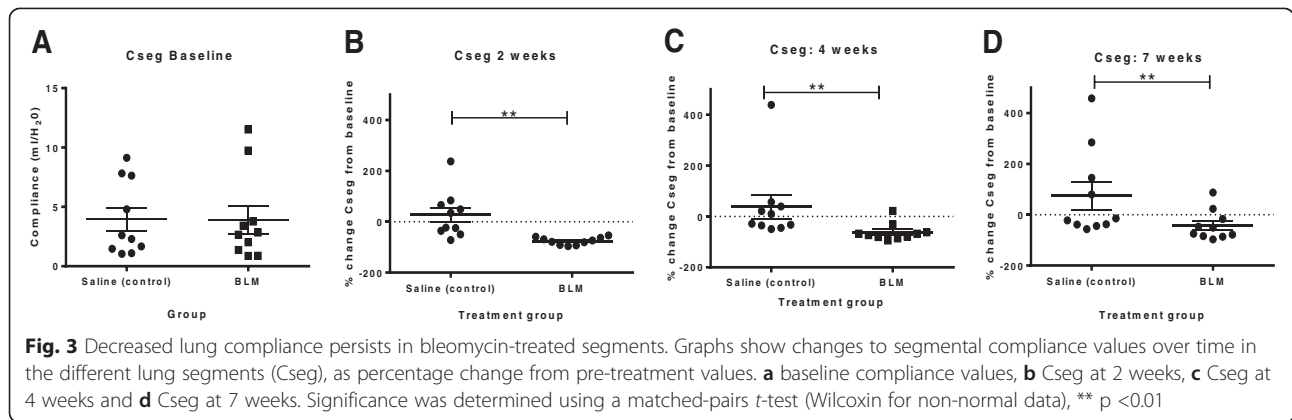 A
Cseg Baseline
15
10
5
0
Compliance (ml/H₂0)
Saline (control) BLM
Group
B
Cseg 2 weeks
400
200
0
-200
% change Cseg from baseline
**
Saline (control) BLM
Treatment group
C
Cseg: 4 weeks
400
200
0
-200
% change Cseg from baseline
**
Saline (control) BLM
Treatment group
D
Cseg: 7 weeks
400
200
0
-200
% change Cseg from baseline
**
Saline (control) BLM
Treatment group
Fig. 3 Decreased lung compliance persists in bleomycin-treated segments. Graphs show changes to segmental compliance values over time in
the different lung segments (Cseg), as percentage change from pre-treatment values. a baseline compliance values, b Cseg at 2 weeks, c Cseg at
4 weeks and d Cseg at 7 weeks. Significance was determined using a matched-pairs t-test (Wilcoxin for non-normal data), ** p <0.01